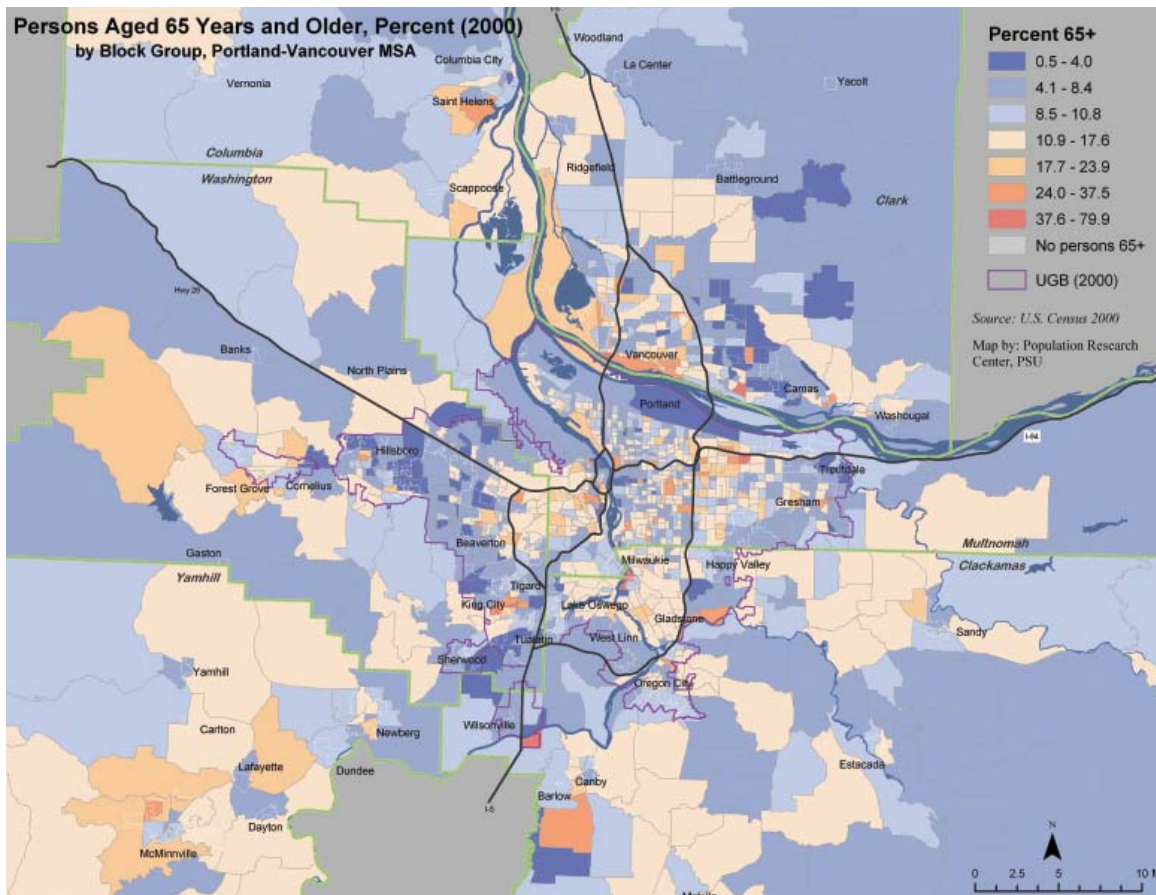 Persons Aged 65 Years and Older, Percent (2000)
by Block Group, Portland-Vancouver MSA
Percent 65+
0.5 - 4.0
4.1 - 8.4
8.5 - 10.8
10.9 - 17.6
17.7 - 23.9
24.0 - 37.5
37.6 - 79.9
No persons 65+
UGB (2000)
Source: U.S. Census 2000
Map by: Population Research
Center, PSU
I-5
Woodland
Columbia City
La Center
Vernonia
Yacolt
Saint Helens
Columbia
Washington
Ridgefield
Battleground
Scappoose
Clark
Hwy 26
Banks
North Plains
Vancouver
Camas
Portland
Washougal
I-84
Hillsboro
Troutdale
Forest Grove
Cornelius
Gresham
Beaverton
Multnomah
Gaston
Milwaukie
Happy Valley
Clackamas
Yamhill
Tigard
King City
Lake Oswego
Gladstone
Sandy
Tualatin
West Linn
Sherwood
Yamhill
Oregon City
Wilsonville
Carlton
Newberg
Estacada
Lafayette
Dundee
Canby
Barlow
I-5
Dayton
McMinnville
N
0 2.5 5 10 M